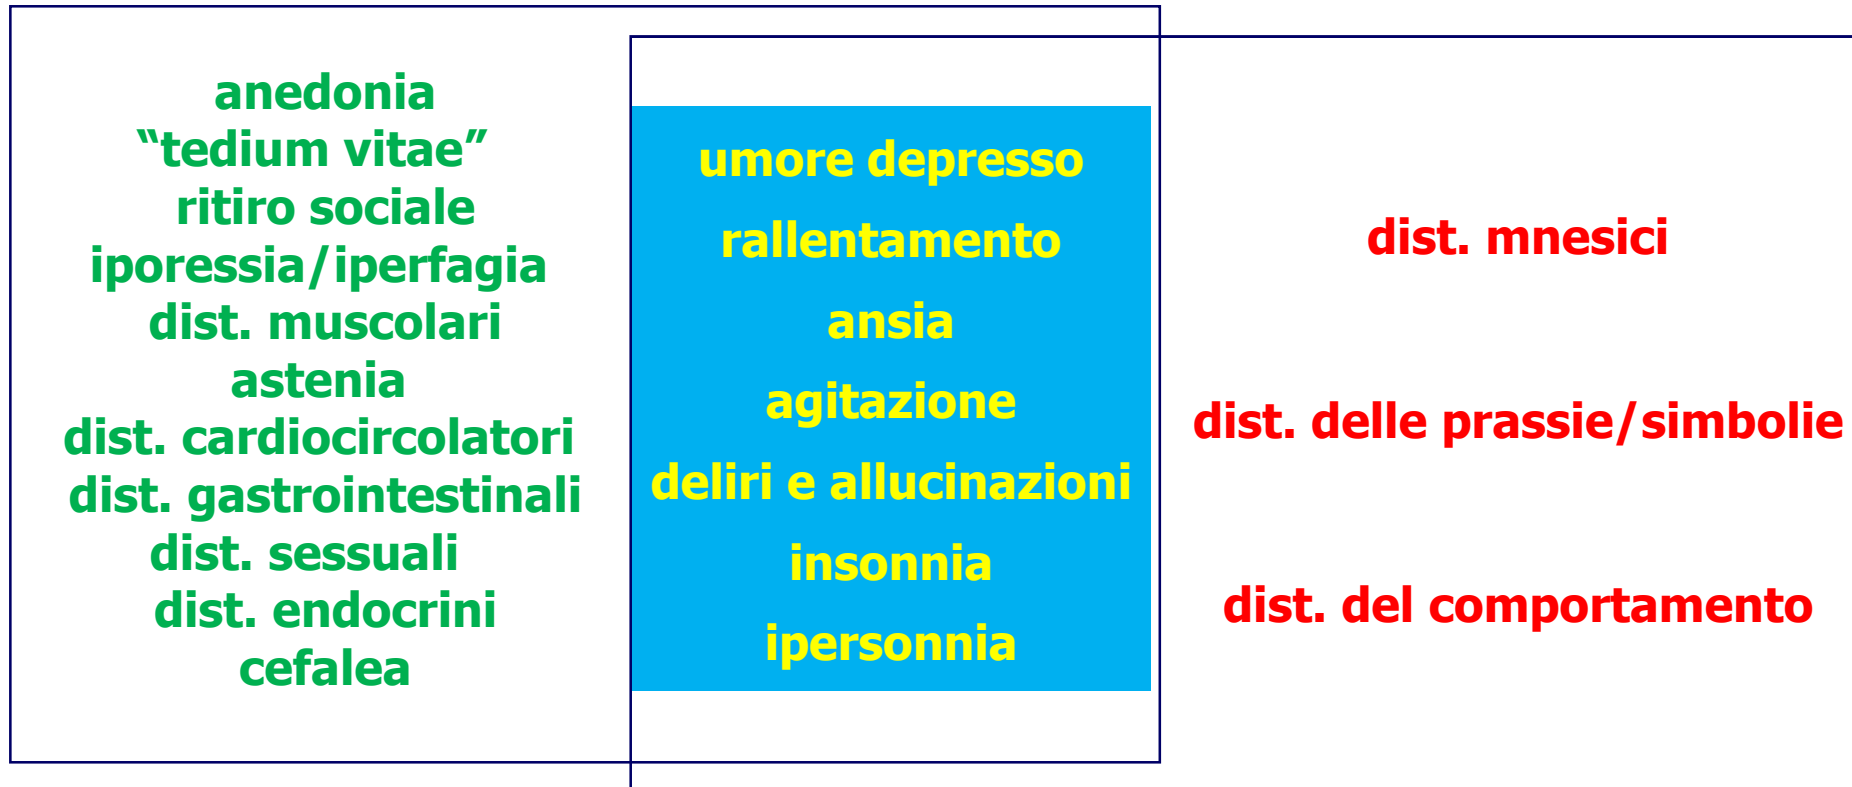 anedonia
“tedium vitae”
ritiro sociale
iporessia/iperfagia
dist. muscolari
astenia
dist. cardiocircolatori
dist. gastrointestinali
dist. sessuali
dist. endocrini
cefalea
umore depresso
rallentamento
ansia
agitazione
deliri e allucinazioni
insonnia
ipersonnia
dist. mnesici
dist. delle prassie/simbolie
dist. del comportamento